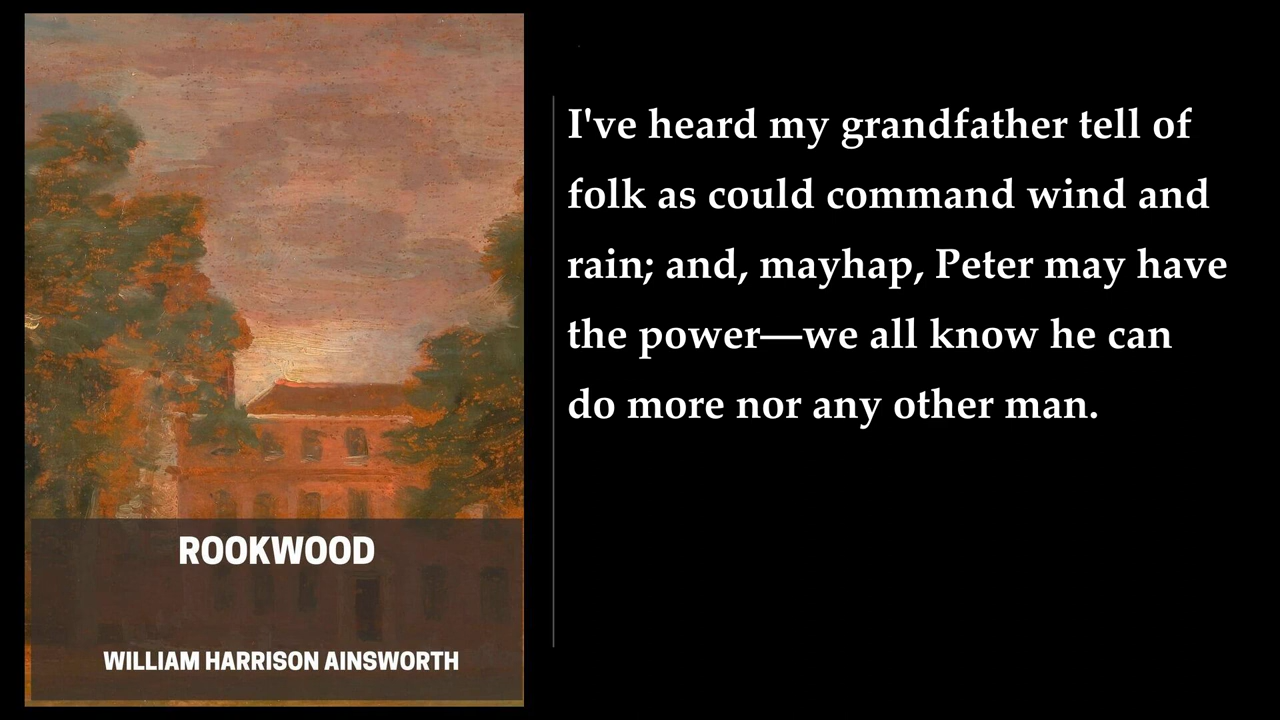 ROOKWOOD
WILLIAM HARRISON AINSWORTH
I've heard my grandfather tell of
folk as could command wind and
rain; and, mayhap, Peter may have
the power—we all know he can
do more nor any other man.